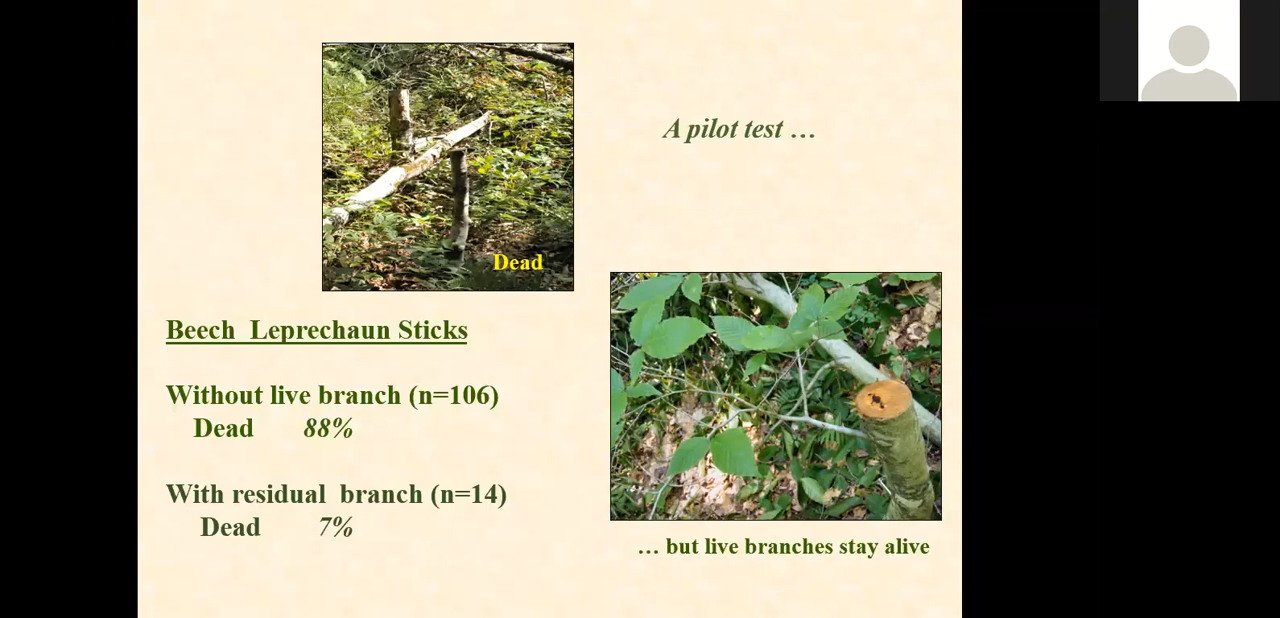 A pilot test …
Dead
Beech Leprechaun Sticks
Without live branch (n=106)
Dead 88%
With residual branch (n=14)
Dead 7%
… but live branches stay alive